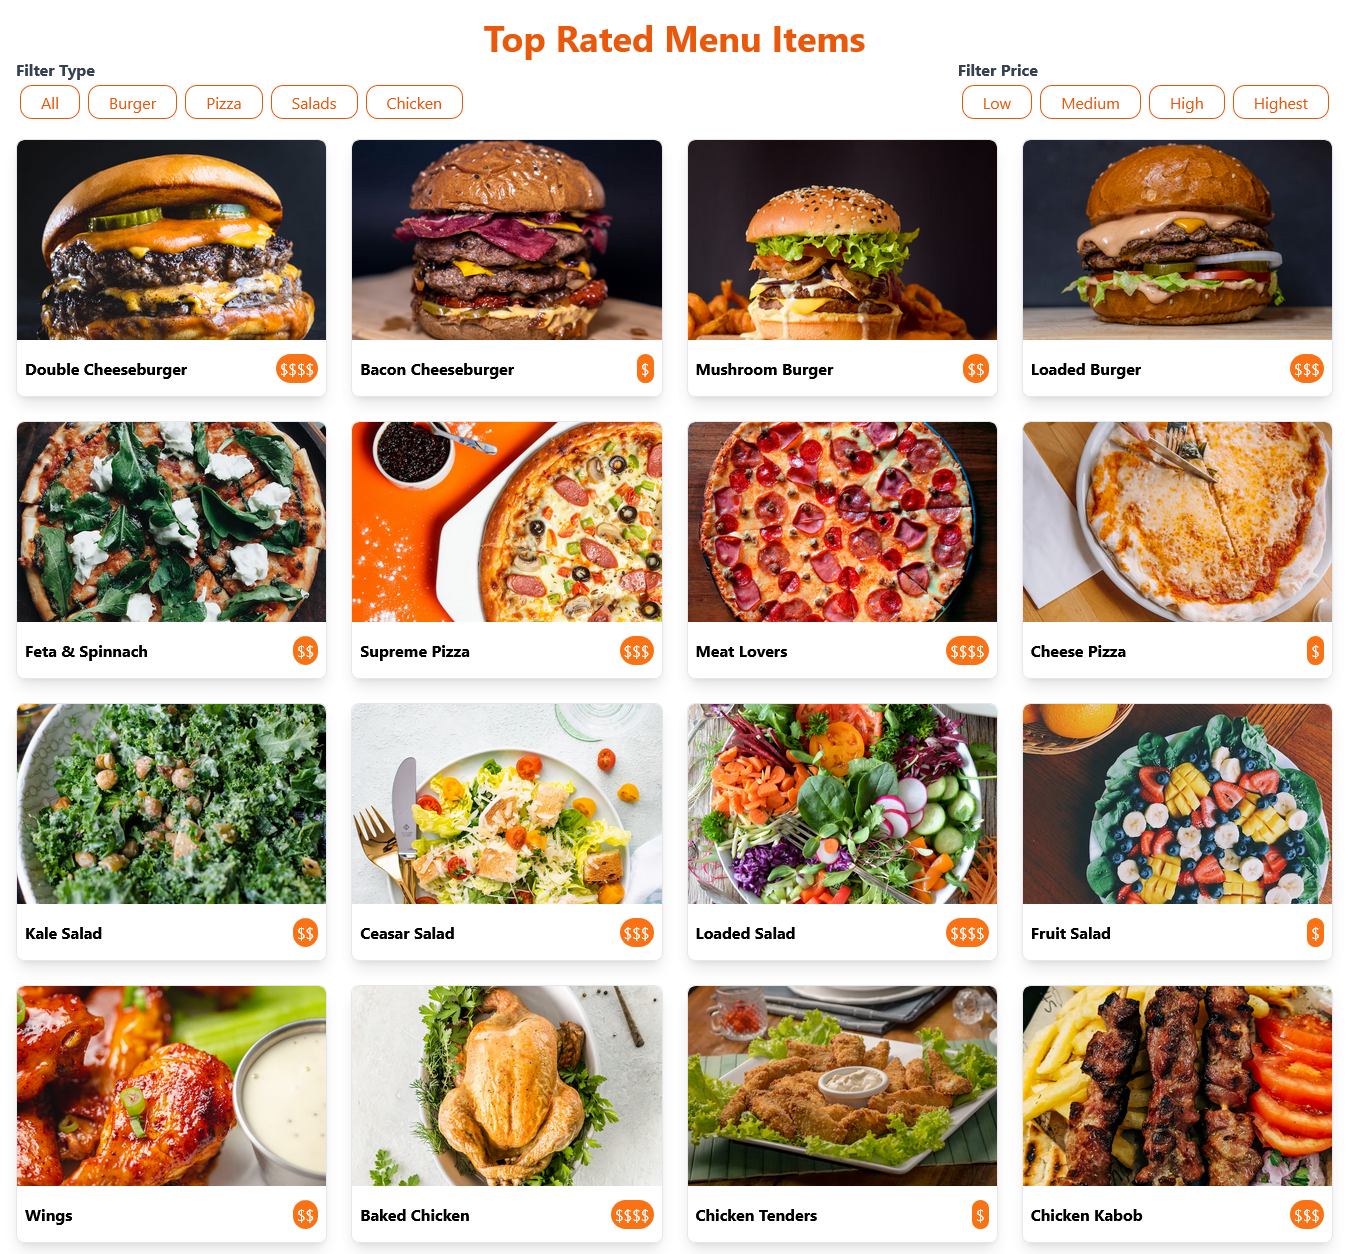 Top Rated Menu Items
Filter Type
Filter Price
All Burger Pizza Salads Chicken
Low Medium High Highest
Double Cheeseburger $$$$
Bacon Cheeseburger $
Mushroom Burger $$
Loaded Burger $$$
Feta & Spinnach $$
Supreme Pizza $$$
Meat Lovers $$$$
Cheese Pizza $
Kale Salad $$
Ceasar Salad $$$
Loaded Salad $$$$
Fruit Salad $
Wings $$
Baked Chicken $$$$
Chicken Tenders $
Chicken Kabob $$$